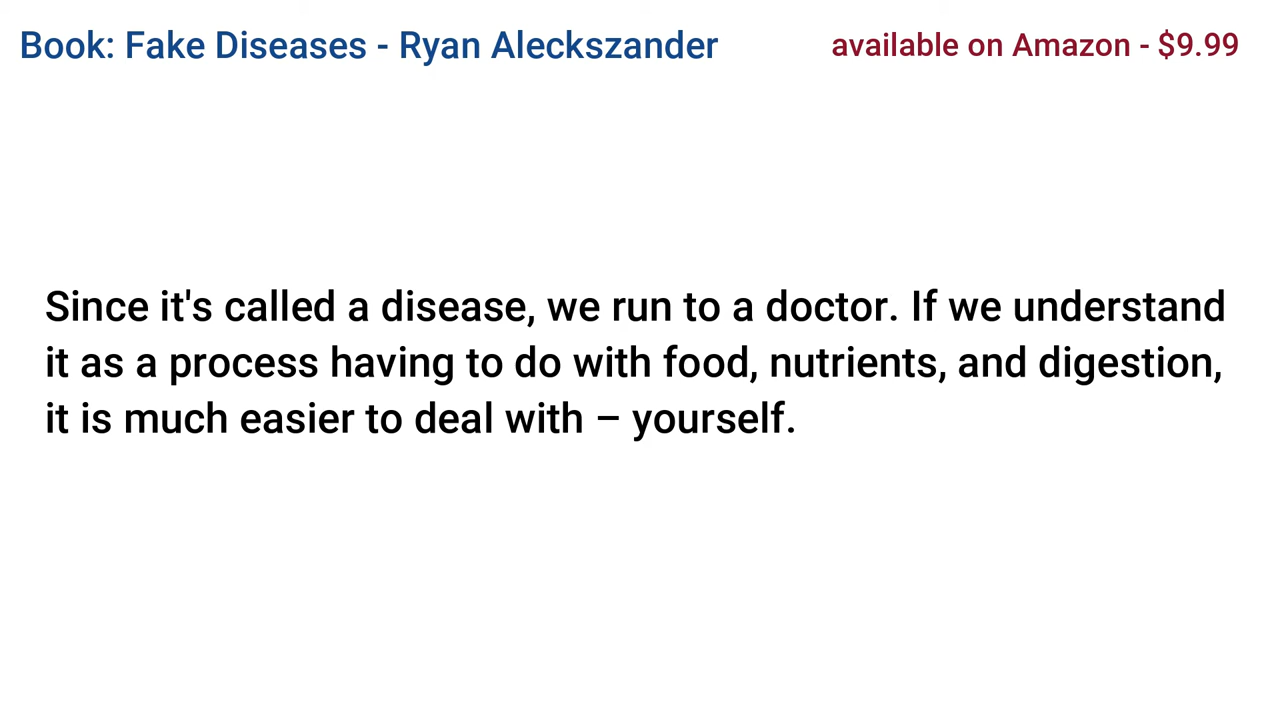 Book: Fake Diseases - Ryan Aleckszander
available on Amazon - $9.99
Since it's called a disease, we run to a doctor. If we understand
it as a process having to do with food, nutrients, and digestion,
it is much easier to deal with – yourself.